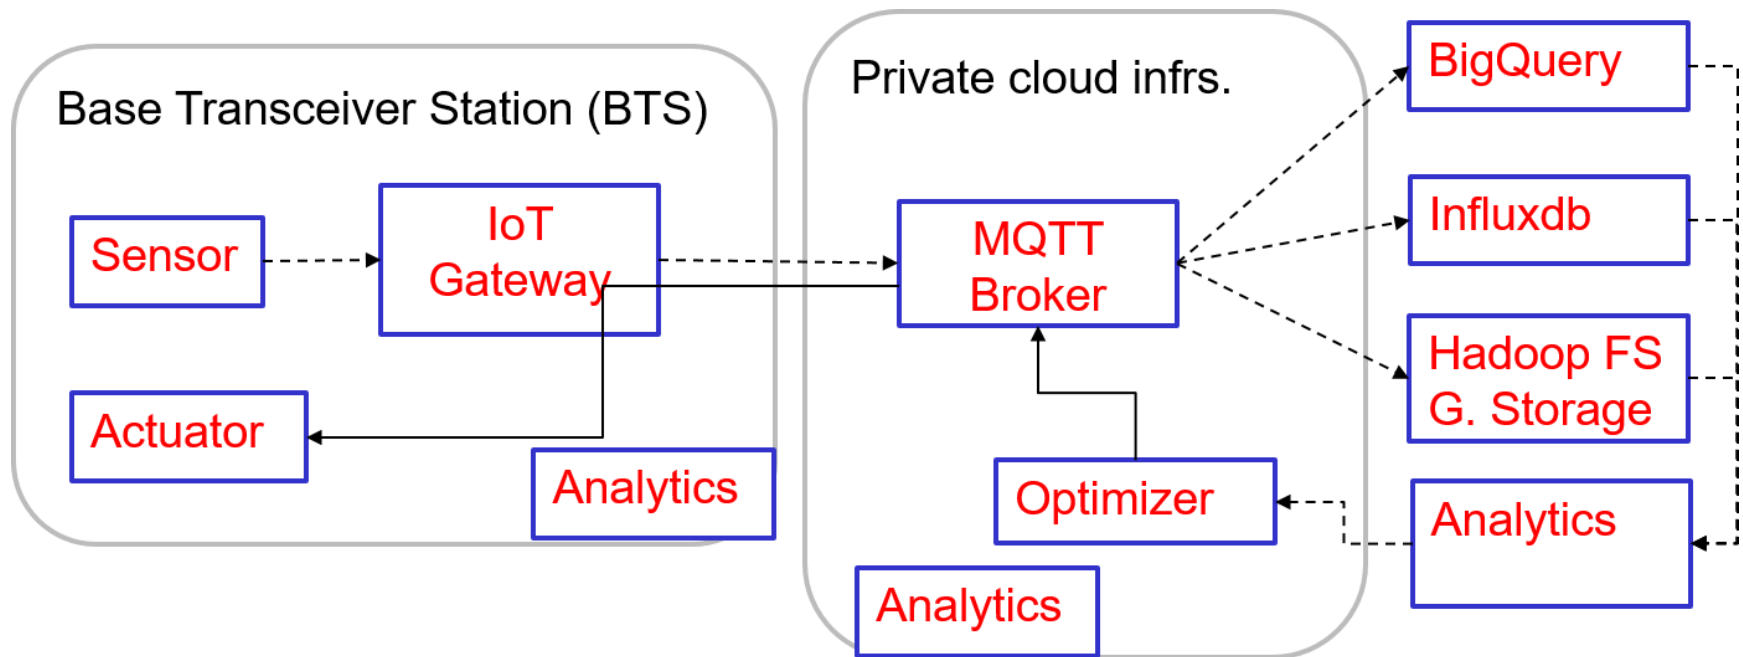 Base Transceiver Station (BTS)
Sensor
IoT
Gateway
Actuator
Analytics
Private cloud infrs.
MQTT
Broker
Optimizer
Analytics
BigQuery
Influxdb
Hadoop FS
G. Storage
Analytics